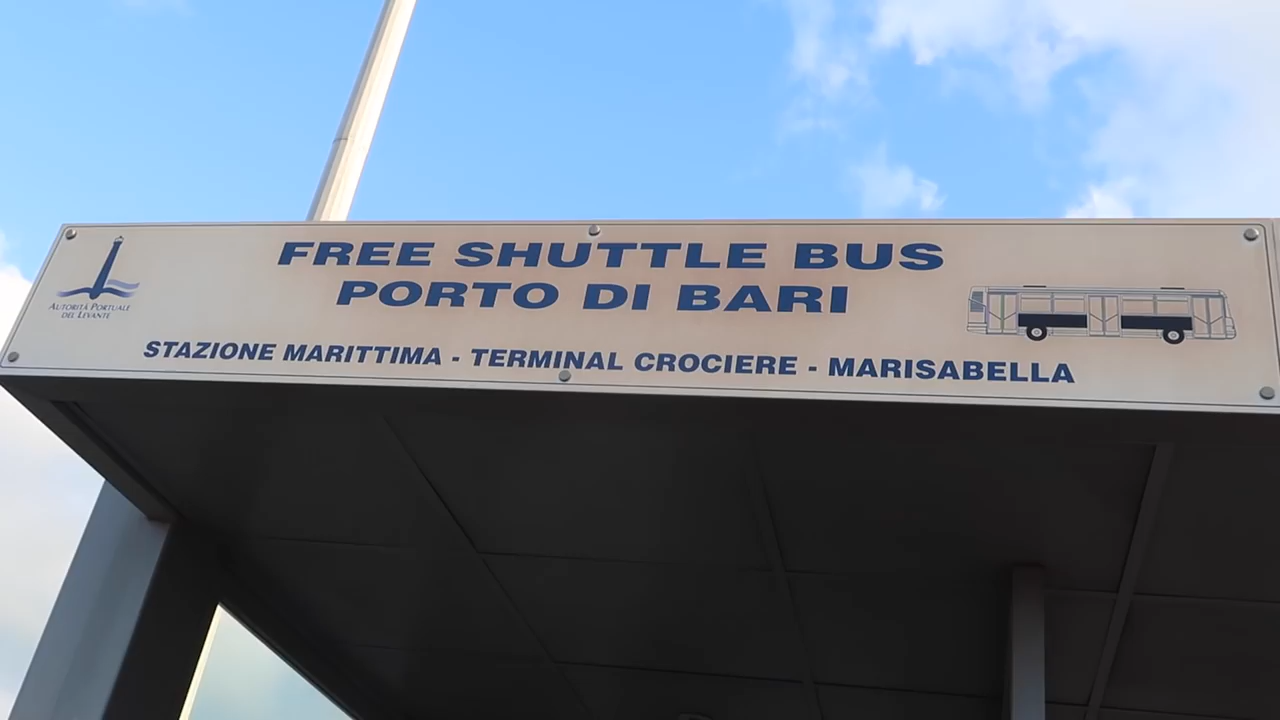 FREE SHUTTLE BUS
PORTO DI BARI
AUTORITÀ PORTUALE
DEL LEVANTE
STAZIONE MARITTIMA - TERMINAL CROCIERE - MARISABELLA